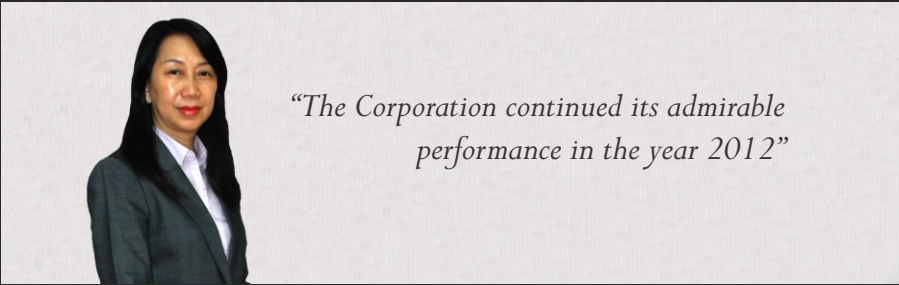 “The Corporation continued its admirable
performance in the year 2012”